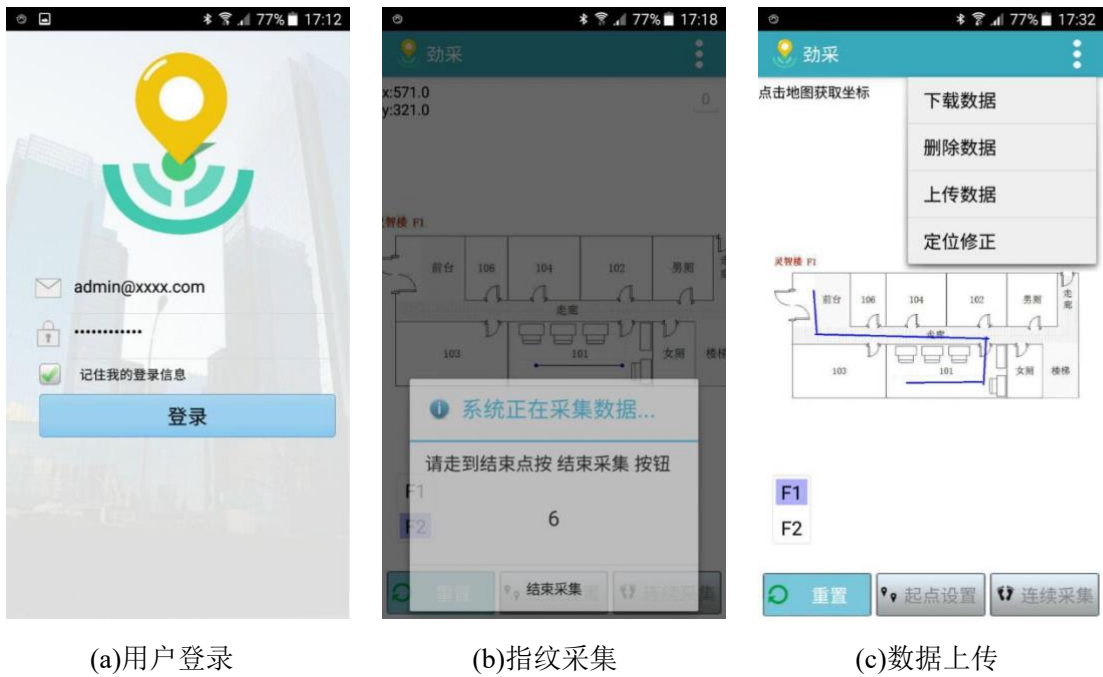 77% 17:12
admin@xxxx.com
••••••••••••
记住我的登录信息
登录
(a)用户登录
77% 17:18
劲采
x:571.0
y:321.0
0
灵智楼 F1
前台 106 104 102 男厕
走廊
103 101 女厕 楼梯
系统正在采集数据...
请走到结束点按 结束采集 按钮
6
F1
F2
重置 结束采集 连续采集
(b)指纹采集
77% 17:32
劲采
点击地图获取坐标
下载数据
删除数据
上传数据
定位修正
灵智楼 F1
前台 106 104 102 男厕 走廊
走廊
103 101 女厕 楼梯
F1
F2
重置 起点设置 连续采集
(c)数据上传